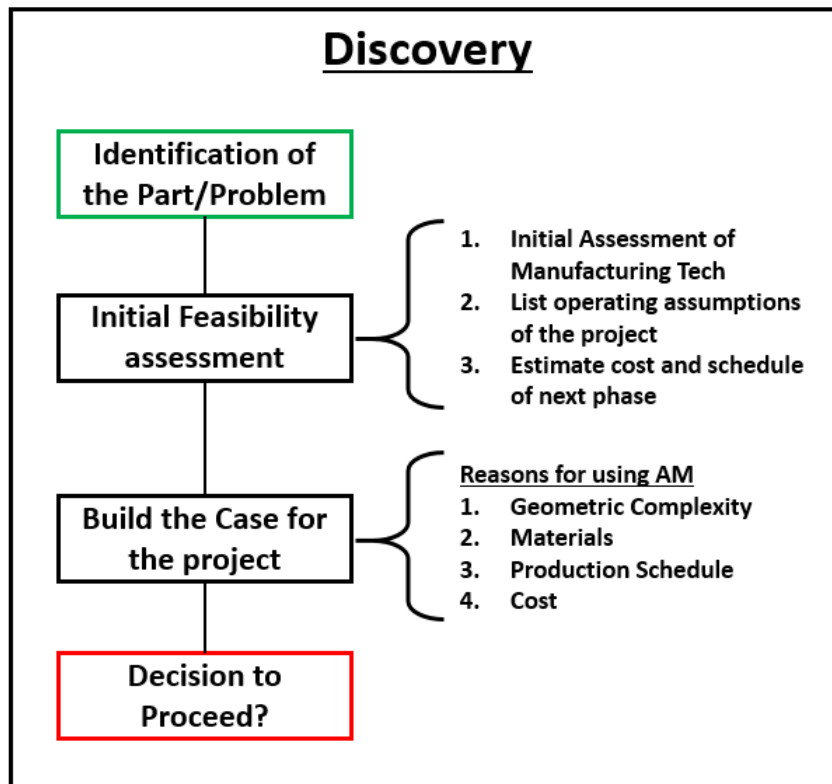 Discovery
Identification of
the Part/Problem
Initial Feasibility
assessment
1. Initial Assessment of
Manufacturing Tech
2. List operating assumptions
of the project
3. Estimate cost and schedule
of next phase
Build the Case for
the project
Reasons for using AM
1. Geometric Complexity
2. Materials
3. Production Schedule
4. Cost
Decision to
Proceed?